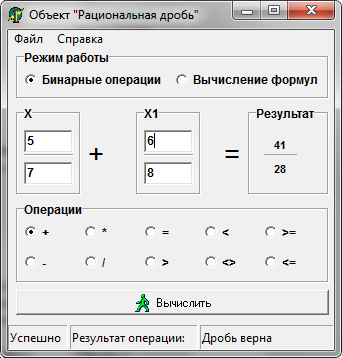 Объект "Рациональная дробь"
Файл Справка
Режим работы
Бинарные операции Вычисление формул
X X1 Результат
5 6 41
+ =
7 8 28
Операции
+ * = < >=
- / > <> <=
Вычислить
Успешно Результат операции: Дробь верна